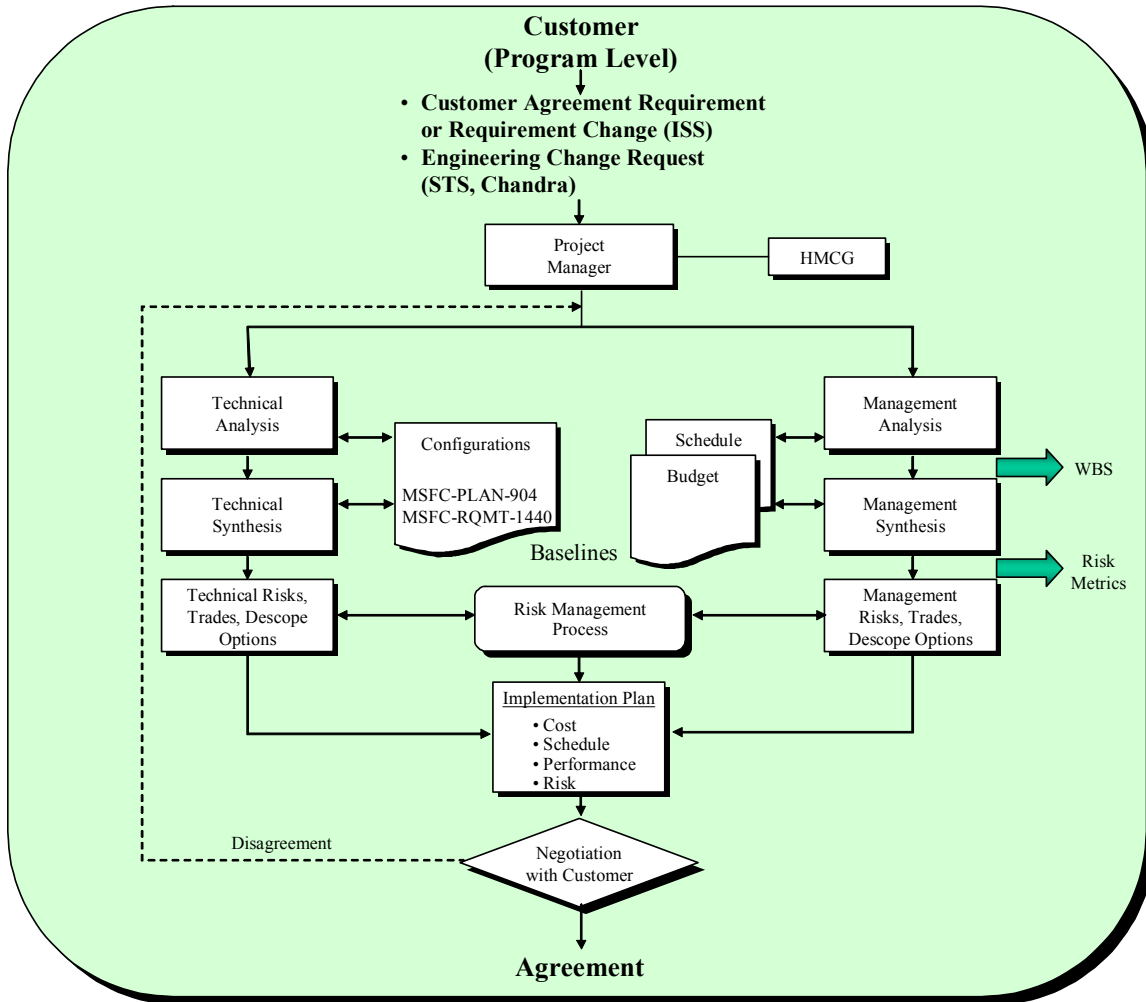 Customer
(Program Level)
• Customer Agreement Requirement
or Requirement Change (ISS)
• Engineering Change Request
(STS, Chandra)
Project
Manager
HMCG
Technical
Analysis
Configurations
MSFC-PLAN-904
MSFC-RQMT-1440
Technical
Synthesis
Baselines
Schedule
Budget
Management
Analysis
WBS
Management
Synthesis
Risk
Metrics
Technical Risks,
Trades, Descope
Options
Risk Management
Process
Management
Risks, Trades,
Descope Options
Implementation Plan
• Cost
• Schedule
• Performance
• Risk
Disagreement
Negotiation
with Customer
Agreement